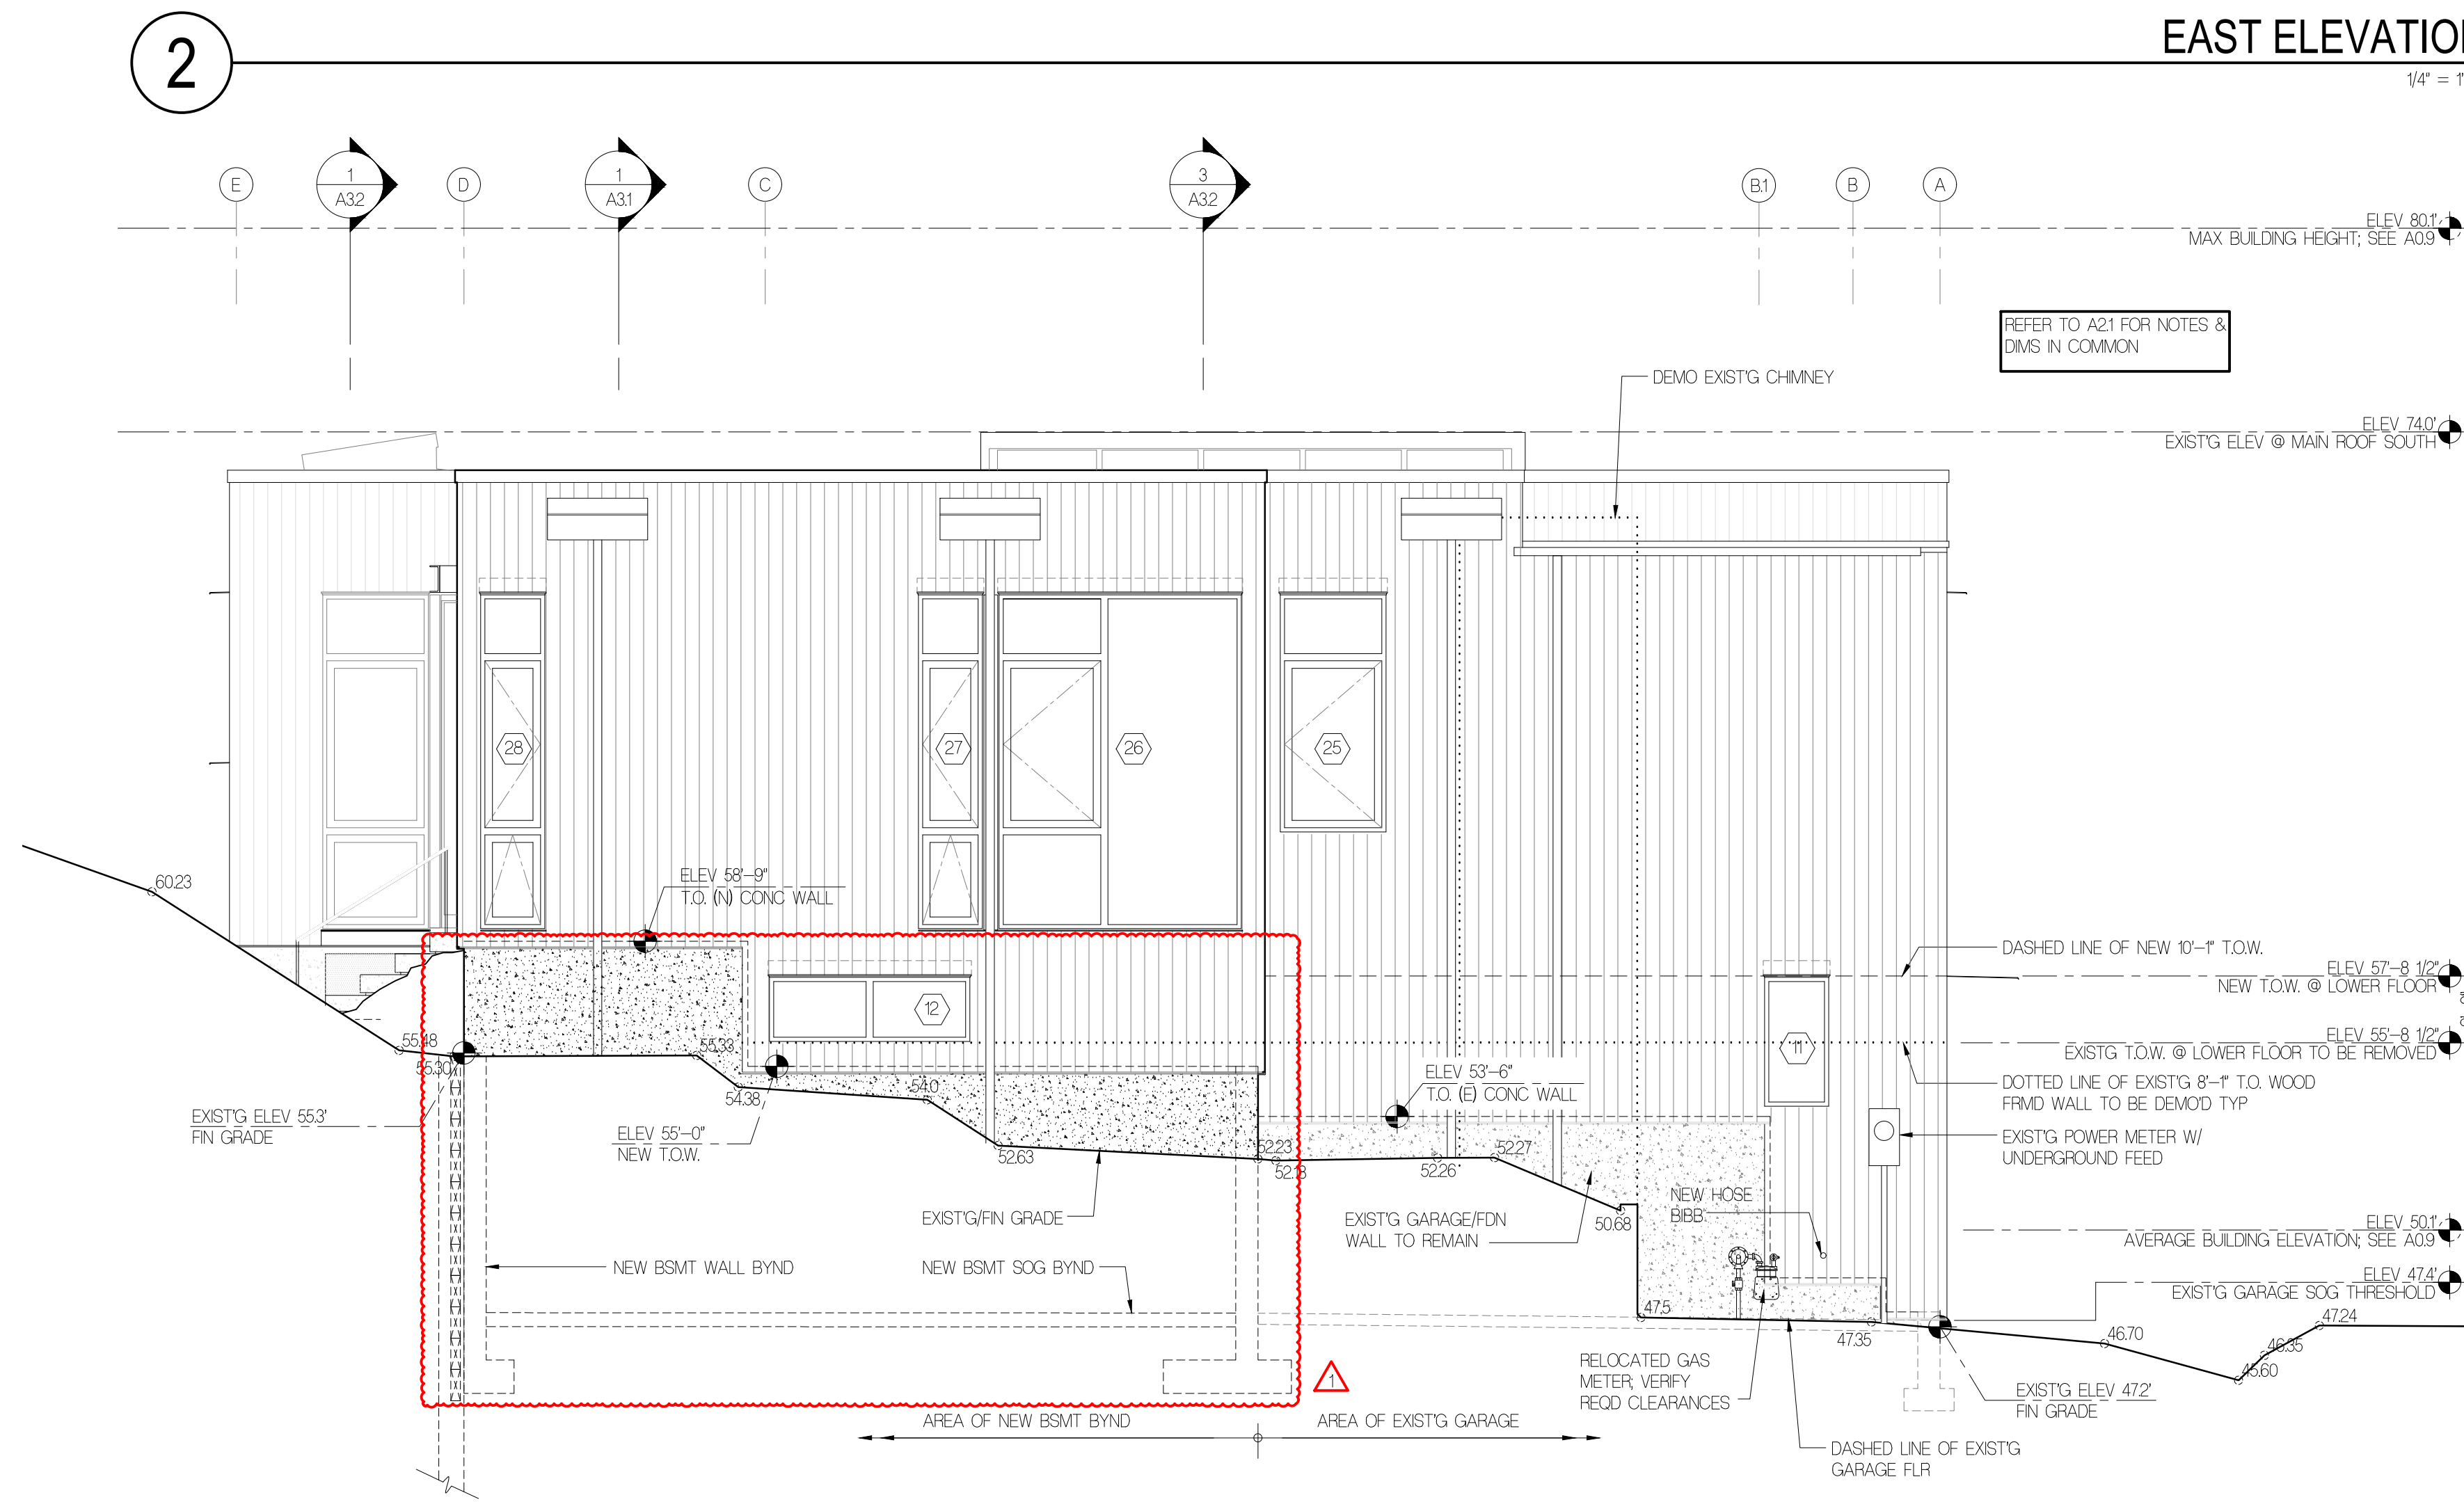 2
EAST ELEVATION
1/4" = 1'
E
1
A3.2
D
1
A3.1
C
3
A3.2
B.1
B
A
ELEV 80.1'
MAX BUILDING HEIGHT; SEE A0.9
REFER TO A2.1 FOR NOTES &
DIMS IN COMMON
DEMO EXIST'G CHIMNEY
ELEV 74.0'
EXIST'G ELEV @ MAIN ROOF SOUTH
28
27
26
25
60.23
ELEV 58'-9"
T.O. (N) CONC WALL
DASHED LINE OF NEW 10'-1" T.O.W.
ELEV 57'-8 1/2"
NEW T.O.W. @ LOWER FLOOR
12
11
55.48
55.30
55.33
54.38
54.0
ELEV 55'-8 1/2"
EXISTG T.O.W. @ LOWER FLOOR TO BE REMOVED
ELEV 53'-6"
T.O. (E) CONC WALL
DOTTED LINE OF EXIST'G 8'-1" T.O. WOOD
FRMD WALL TO BE DEMO'D TYP
EXIST'G ELEV 55.3'
FIN GRADE
ELEV 55'-0"
NEW T.O.W.
52.63
52.23
52.18
52.26
52.27
EXIST'G POWER METER W/
UNDERGROUND FEED
EXIST'G/FIN GRADE
EXIST'G GARAGE/FDN
WALL TO REMAIN
50.68
NEW HOSE
BIBB
ELEV 50.1'
AVERAGE BUILDING ELEVATION; SEE A0.9
NEW BSMT WALL BYND
NEW BSMT SOG BYND
ELEV 47.4'
EXIST'G GARAGE SOG THRESHOLD
47.5
47.35
46.70
47.24
46.35
45.60
1
RELOCATED GAS
METER; VERIFY
REQD CLEARANCES
EXIST'G ELEV 47.2'
FIN GRADE
AREA OF NEW BSMT BYND
AREA OF EXIST'G GARAGE
DASHED LINE OF EXIST'G
GARAGE FLR